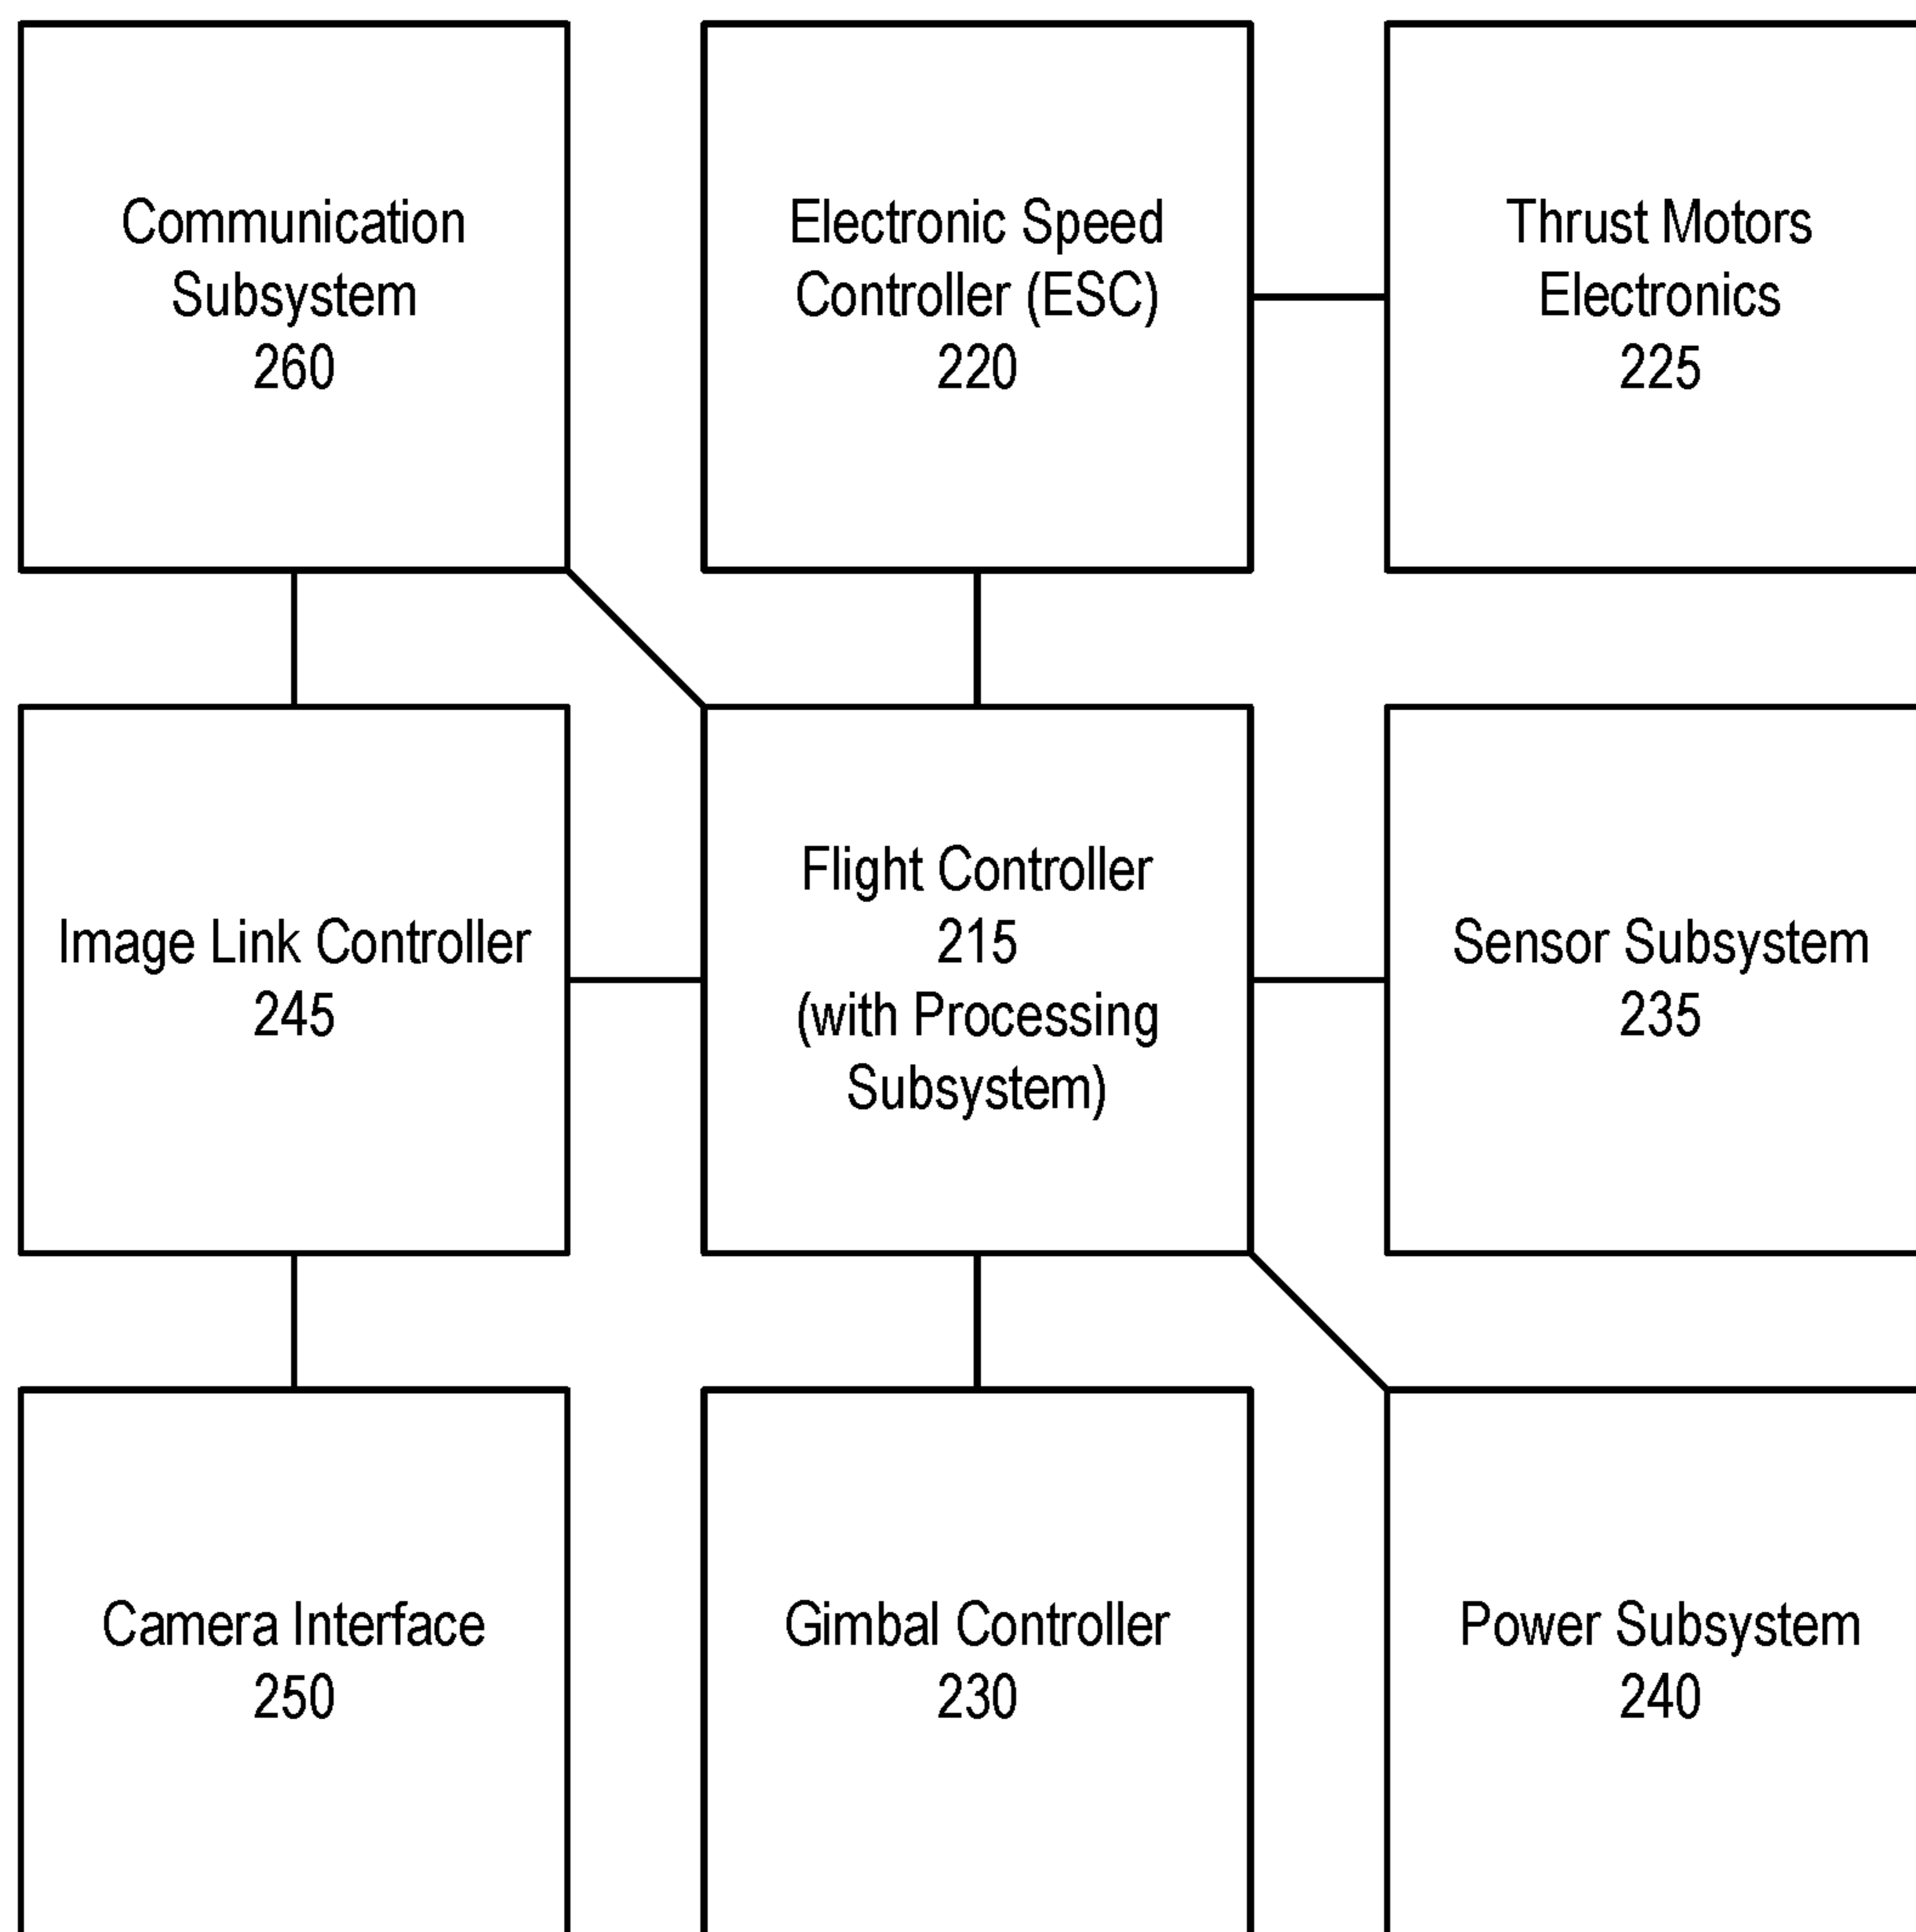 Communication
Subsystem
260
Electronic Speed
Controller (ESC)
220
Thrust Motors
Electronics
225
Image Link Controller
245
Flight Controller
215
(with Processing
Subsystem)
Sensor Subsystem
235
Camera Interface
250
Gimbal Controller
230
Power Subsystem
240